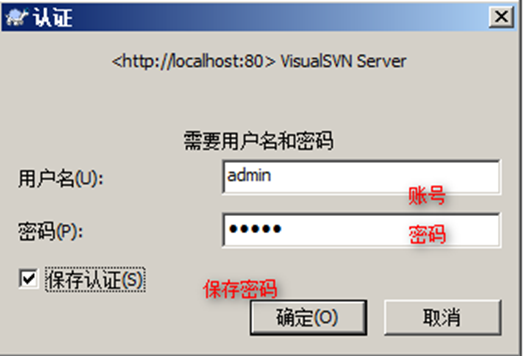 认证
<http://localhost:80> VisualSVN Server
需要用户名和密码
用户名(U):
admin
账号
密码(P):
●●●●●
密码
保存认证(S)
保存密码
确定(O)
取消